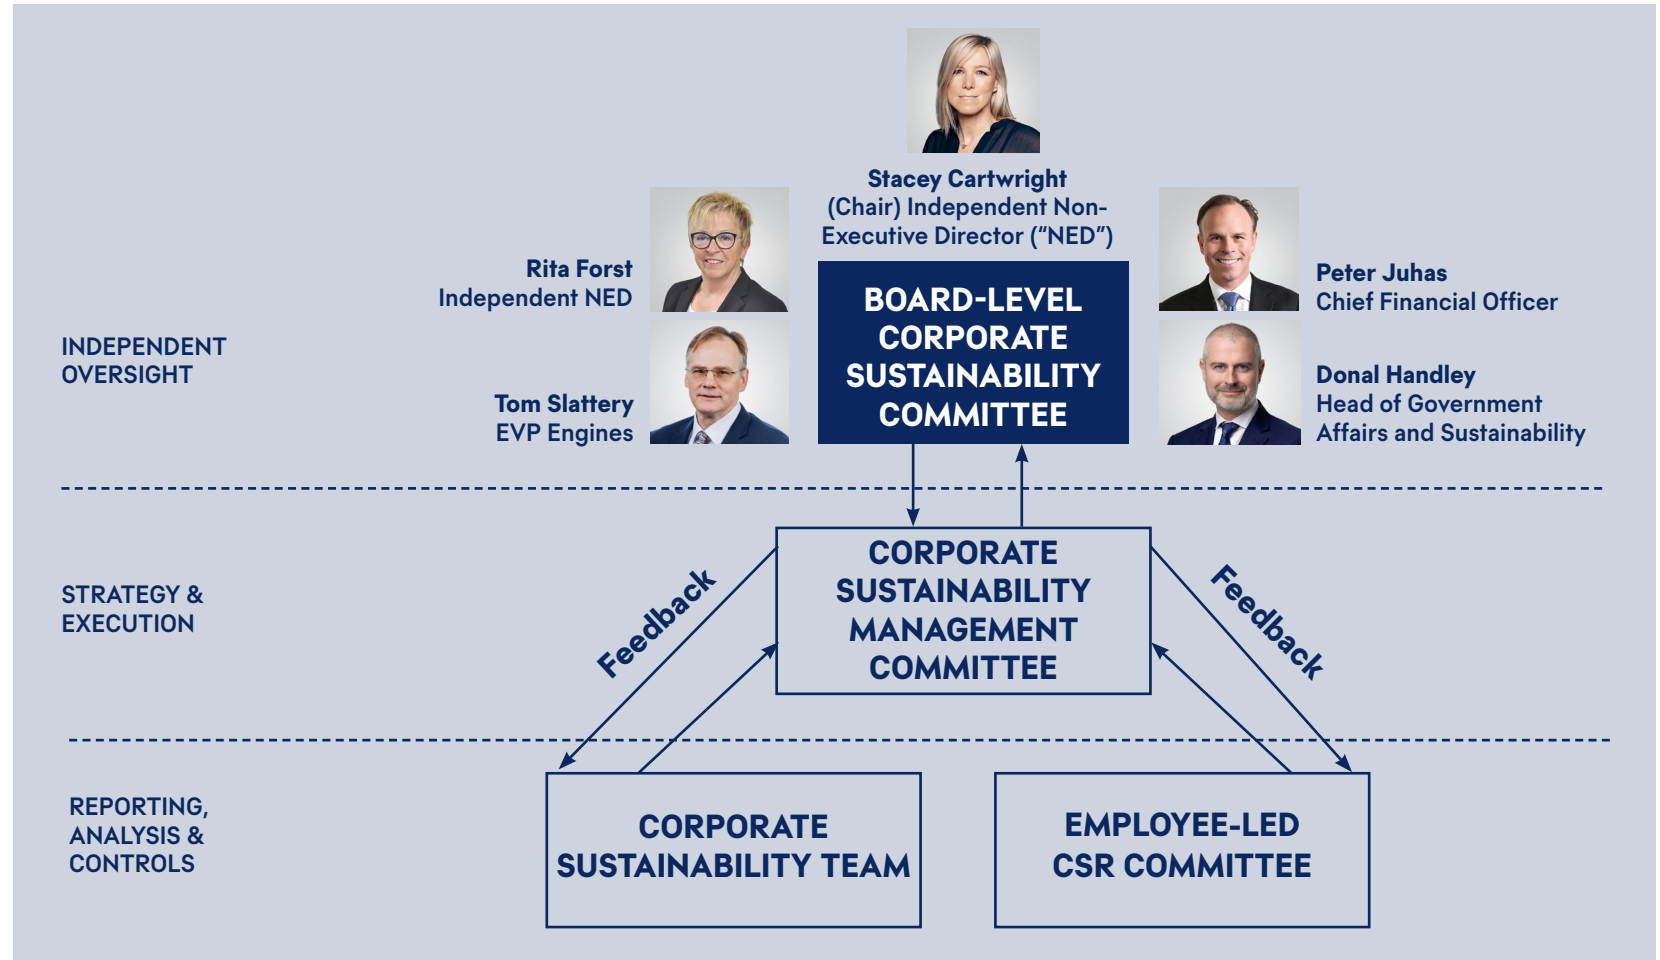 Stacey Cartwright
(Chair) Independent Non-
Executive Director (“NED”)
Rita Forst
Independent NED
Tom Slattery
EVP Engines
Peter Juhas
Chief Financial Officer
Donal Handley
Head of Government
Affairs and Sustainability
INDEPENDENT
OVERSIGHT
BOARD-LEVEL
CORPORATE
SUSTAINABILITY
COMMITTEE
STRATEGY &
EXECUTION
Feedback
CORPORATE
SUSTAINABILITY
MANAGEMENT
COMMITTEE
Feedback
REPORTING,
ANALYSIS &
CONTROLS
CORPORATE
SUSTAINABILITY TEAM
EMPLOYEE-LED
CSR COMMITTEE